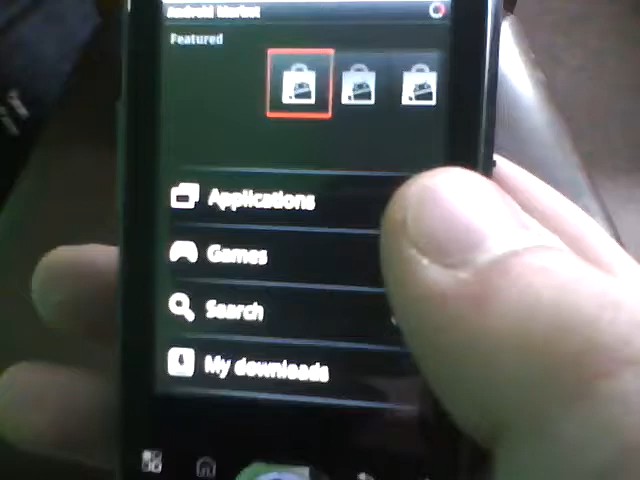 Android Market
Featured
Applications
Games
Search
My downloads